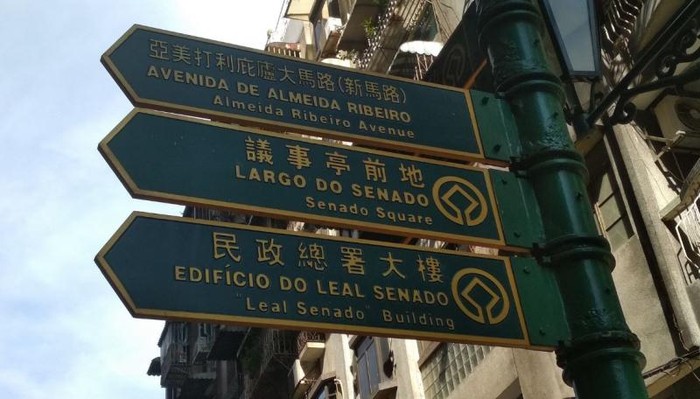 亞美打利庇盧大馬路(新馬路)
AVENIDA DE ALMEIDA RIBEIRO
Almeida Ribeiro Avenue
議事亭前地
LARGO DO SENADO
Senado Square
民政總署大樓
EDIFÍCIO DO LEAL SENADO
"Leal Senado" Building